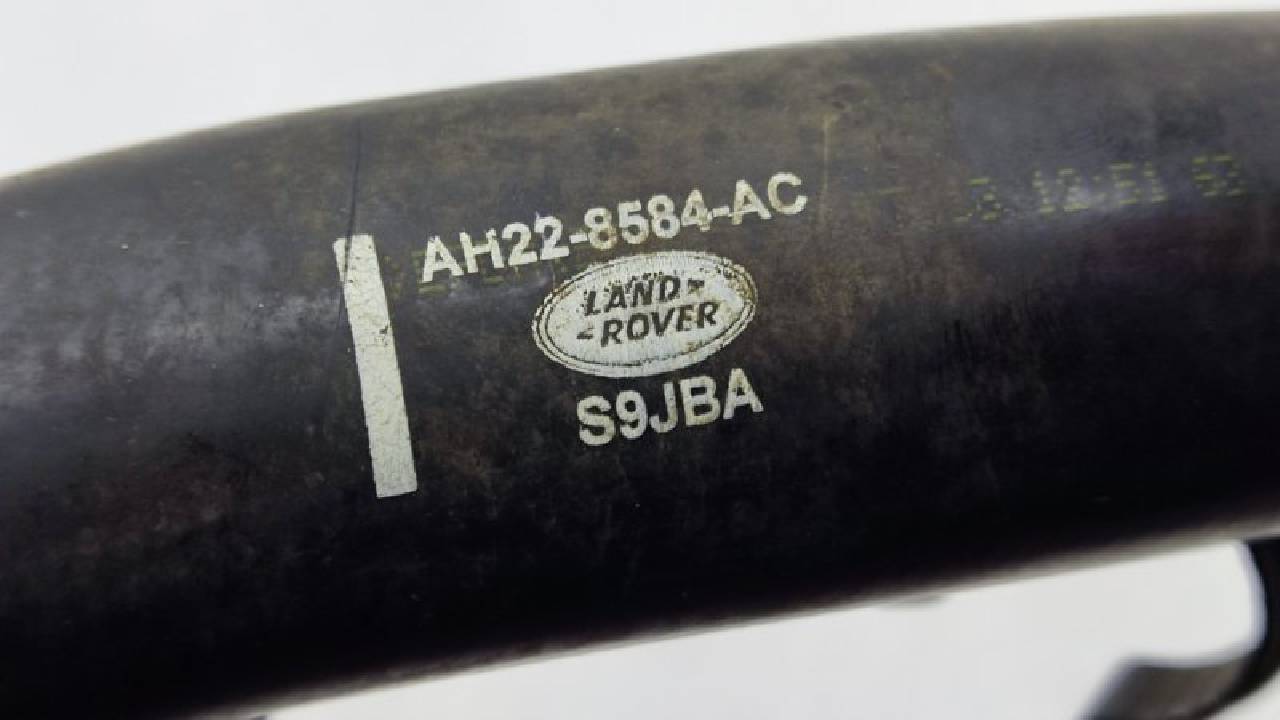 AH22-8584-AC
LAND
ROVER
S9JBA